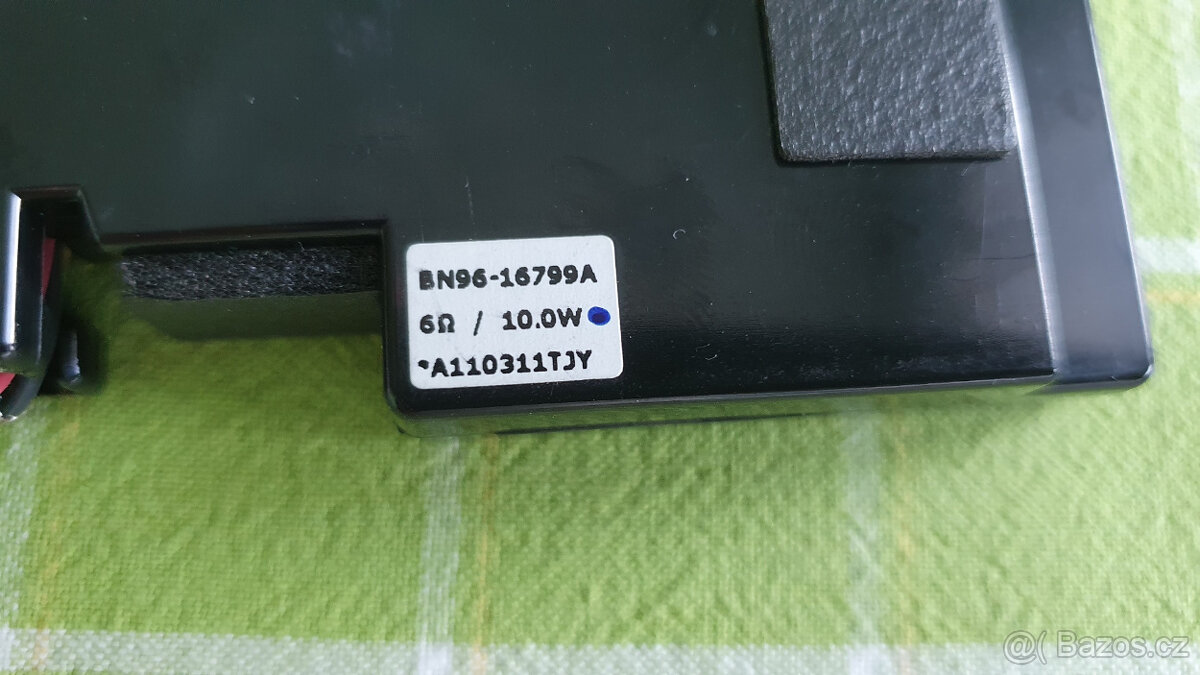 BN96-16799A
6Ω / 10.0W
*A110311TJY
@( Bazos.cz